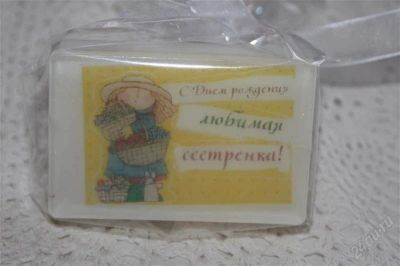 С Днем рождения
любимая
сестренка!